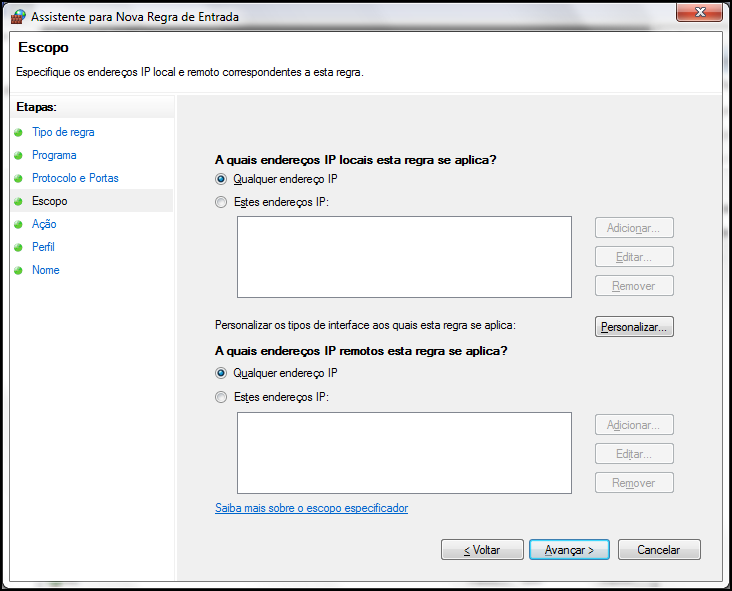 Assistente para Nova Regra de Entrada
Escopo
Especifique os endereços IP local e remoto correspondentes a esta regra.
Etapas:
Tipo de regra
Programa
Protocolo e Portas
Escopo
Ação
Perfil
Nome
A quais endereços IP locais esta regra se aplica?
Qualquer endereço IP
Estes endereços IP:
Adicionar...
Editar...
Remover
Personalizar os tipos de interface aos quais esta regra se aplica:
Personalizar...
A quais endereços IP remotos esta regra se aplica?
Qualquer endereço IP
Estes endereços IP:
Adicionar...
Editar...
Remover
Saiba mais sobre o escopo especificador
< Voltar
Avançar >
Cancelar